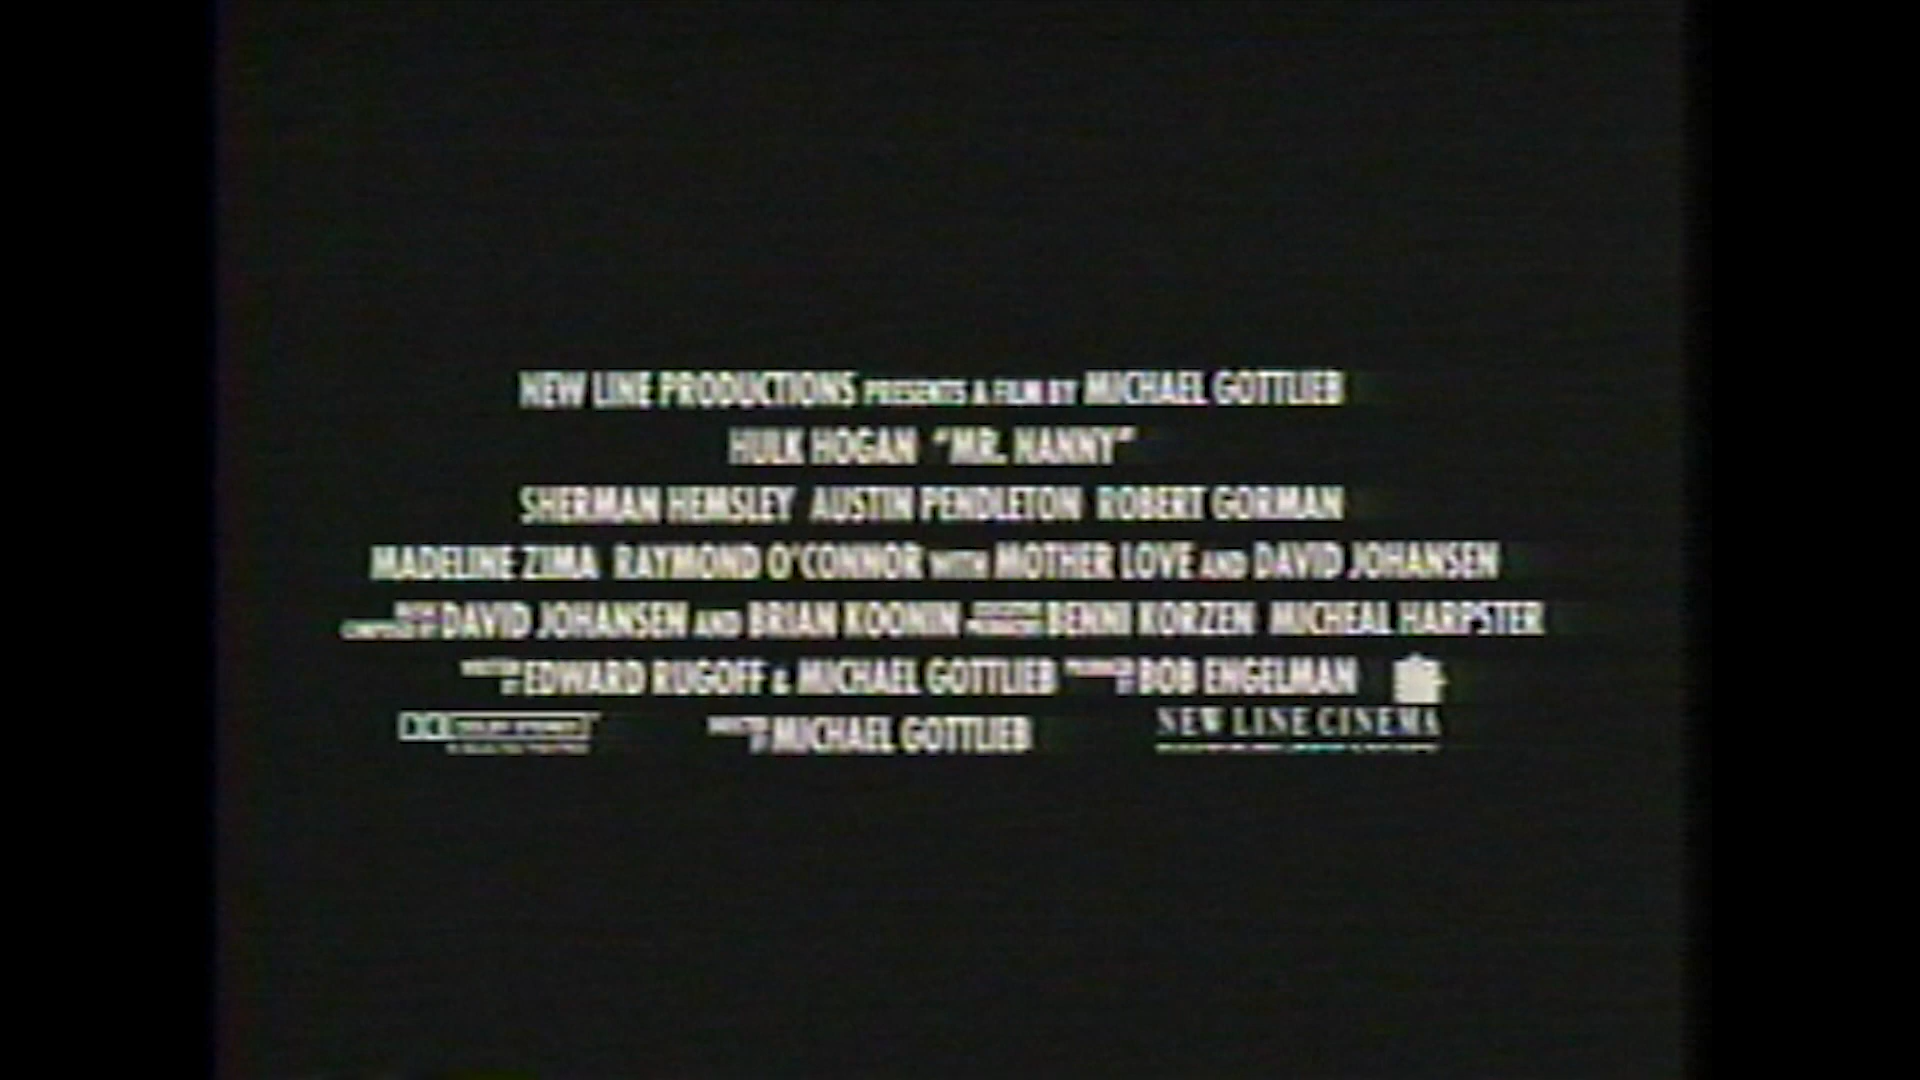 NEW LINE PRODUCTIONS PRESENTS A FILM BY MICHAEL GOTTLIEB
HULK HOGAN "MR. NANNY"
SHERMAN HEMSLEY AUSTIN PENDLETON ROBERT GORMAN
MADELINE ZIMA RAYMOND O'CONNOR WITH MOTHER LOVE AND DAVID JOHANSEN
DAVID JOHANSEN AND BRIAN KOONIN BENNI KORZEN MICHEAL HARPSTER
EDWARD RUGOFF & MICHAEL GOTTLIEB BOB ENGELMAN
MICHAEL GOTTLIEB NEW LINE CINEMA